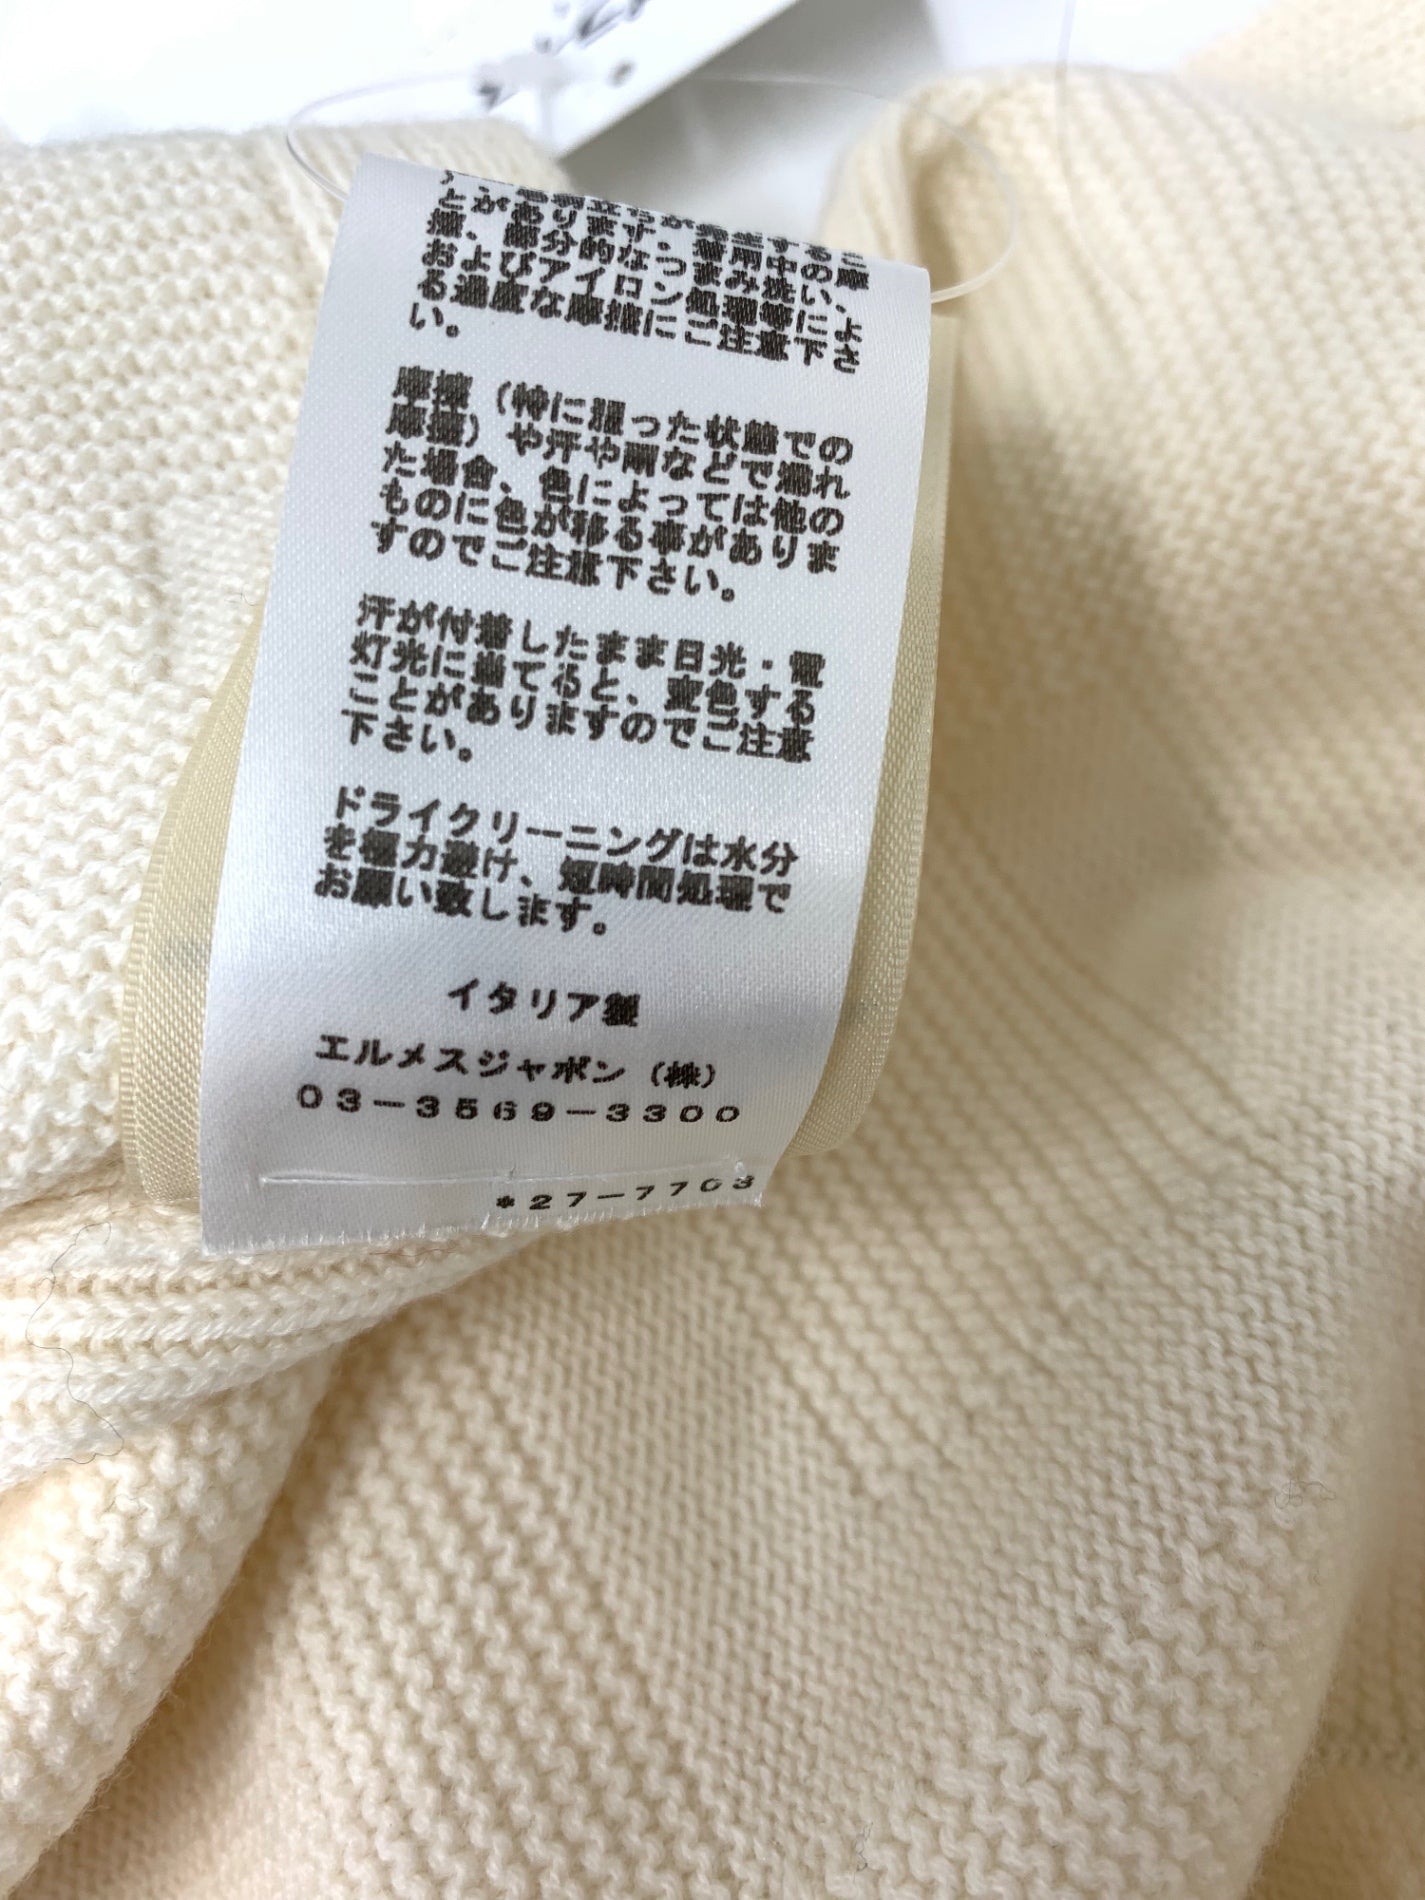 とがあります。着用中の摩
擦、部分的なつまみ洗い、
およびアイロン処理等によ
る過度な摩擦にご注意下さ
い。
摩擦（特に湿った状態での
摩擦）や汗や雨などで濡れ
た場合、色によっては他の
ものに色が移る事がありま
すのでご注意下さい。
汗が付着したまま日光・電
灯光に当てると、変色する
ことがありますのでご注意
下さい。
ドライクリーニングは水分
を極力避け、短時間処理で
お願い致します。
イタリア製
エルメスジャポン（株）
03-3569-3300
*27-7703